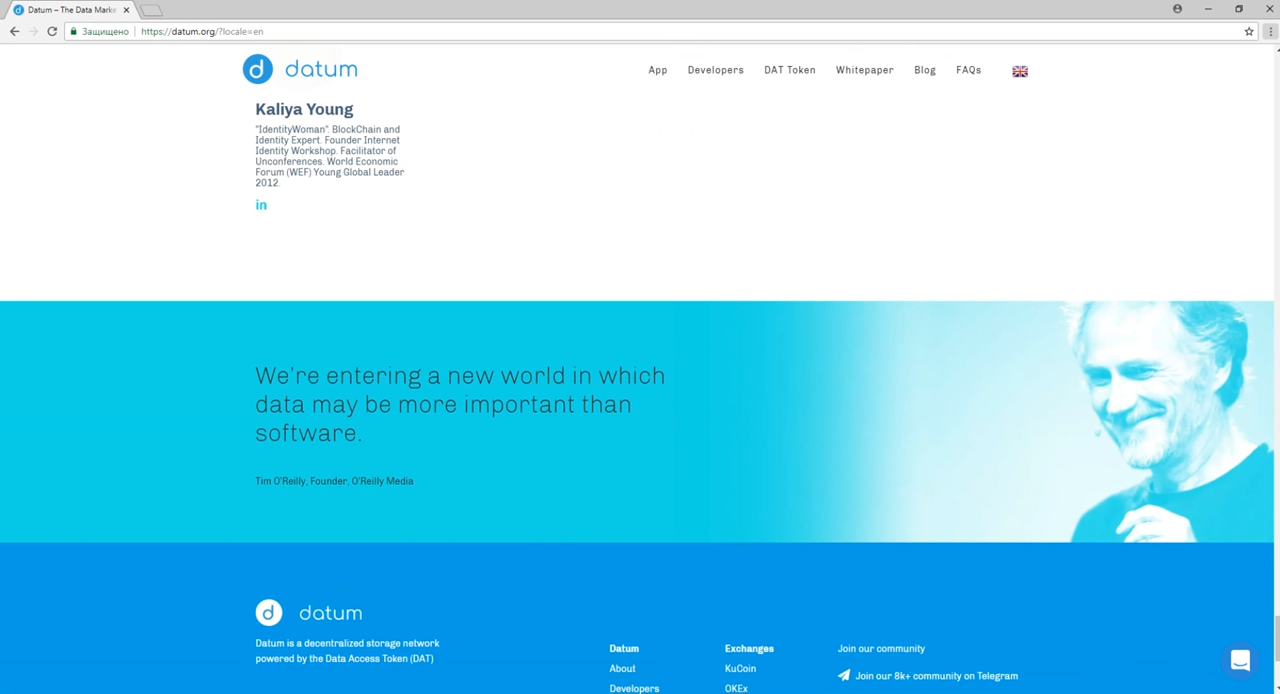 Datum – The Data Marke
Защищено
https://datum.org/?locale=en
datum
App
Developers
DAT Token
Whitepaper
Blog
FAQs
Kaliya Young
"IdentityWoman". BlockChain and
Identity Expert. Founder Internet
Identity Workshop. Facilitator of
Unconferences. World Economic
Forum (WEF) Young Global Leader
2012.
in
We're entering a new world in which
data may be more important than
software.
Tim O'Reilly, Founder, O'Reilly Media
d datum
Datum is a decentralized storage network
powered by the Data Access Token (DAT)
Datum
About
Developers
Exchanges
KuCoin
OKEx
Join our community
Join our 8k+ community on Telegram